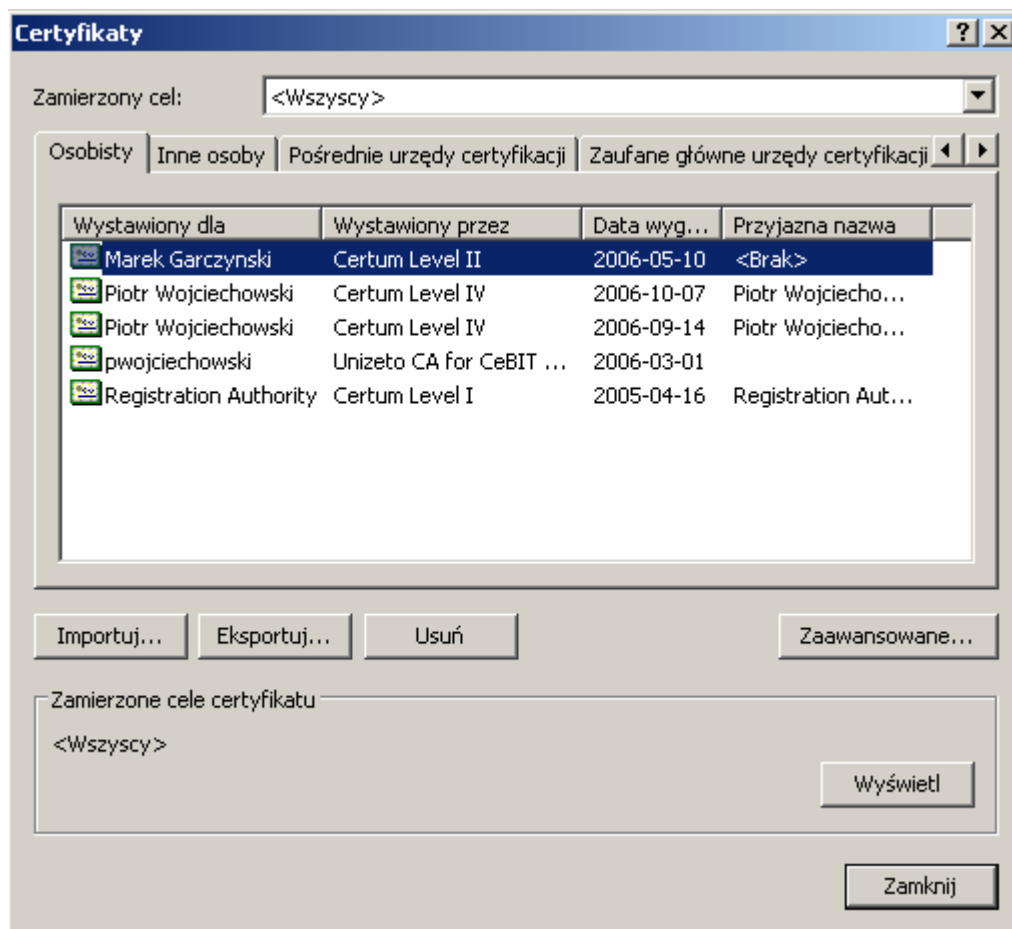 Certyfikaty
Zamierzony cel: <Wszyscy>
Osobisty Inne osoby Pośrednie urzędy certyfikacji Zaufane główne urzędy certyfikacji
Wystawiony dla Wystawiony przez Data wyg... Przyjazna nazwa
Marek Garczynski Certum Level II 2006-05-10 <Brak>
Piotr Wojciechowski Certum Level IV 2006-10-07 Piotr Wojciecho...
Piotr Wojciechowski Certum Level IV 2006-09-14 Piotr Wojciecho...
pwojciechowski Unizeto CA for CeBIT ... 2006-03-01
Registration Authority Certum Level I 2005-04-16 Registration Aut...
Importuj... Eksportuj... Usuń Zaawansowane...
Zamierzone cele certyfikatu
<Wszyscy>
Wyświetl
Zamknij